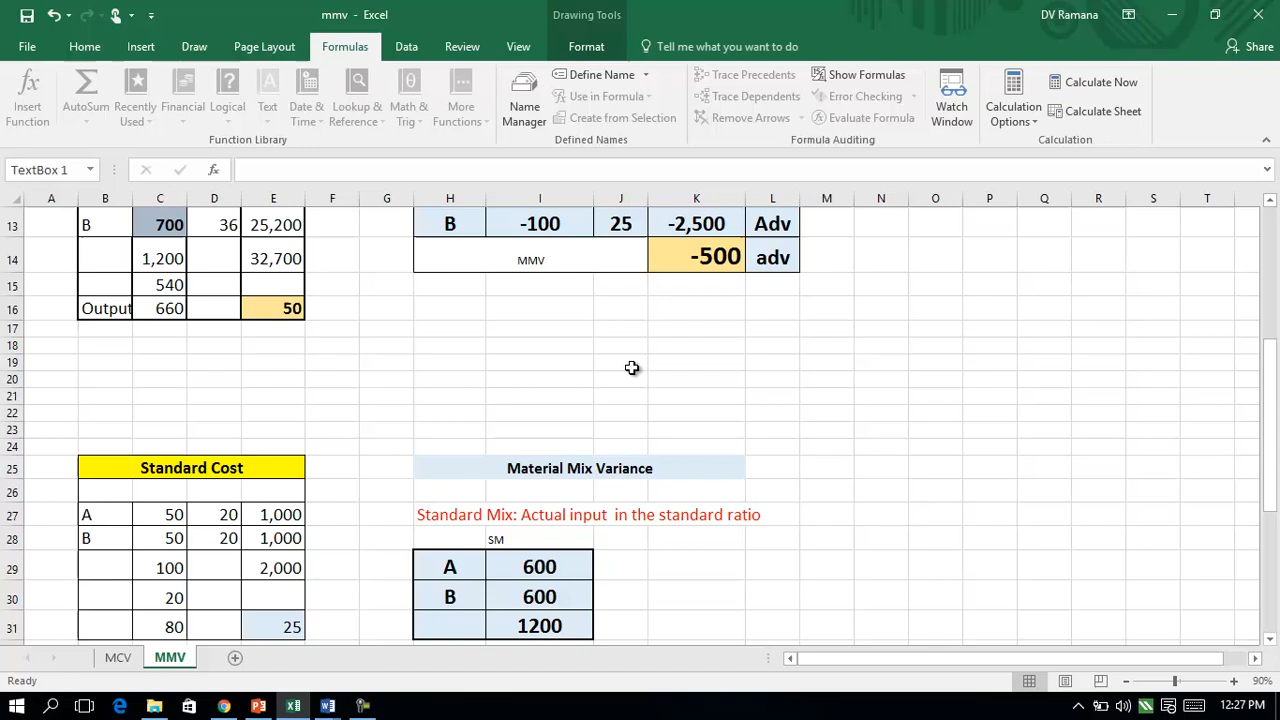 mmv - Excel
Drawing Tools
DV Ramana
File Home Insert Draw Page Layout Formulas Data Review View Format Tell me what you want to do Share
Insert Function
AutoSum
Recently Used
Financial
Logical
Text
Date & Time
Lookup & Reference
Math & Trig
More Functions
Function Library
Name Manager
Define Name
Use in Formula
Create from Selection
Defined Names
Trace Precedents
Trace Dependents
Remove Arrows
Show Formulas
Error Checking
Evaluate Formula
Formula Auditing
Watch Window
Calculation Options
Calculate Now
Calculate Sheet
Calculation
TextBox 1
fx
A B C D E F G H I J K L M N O P Q R S T
13 B 700 36 25,200 B -100 25 -2,500 Adv
14 1,200 32,700 MMV -500 adv
15 540
16 Output 660 50
17
18
19
20
21
22
23
24
25 Standard Cost Material Mix Variance
26
27 A 50 20 1,000 Standard Mix: Actual input in the standard ratio
28 B 50 20 1,000 SM
29 100 2,000 A 600
30 20 B 600
31 80 25 1200
MCV MMV
Ready 90%
12:27 PM